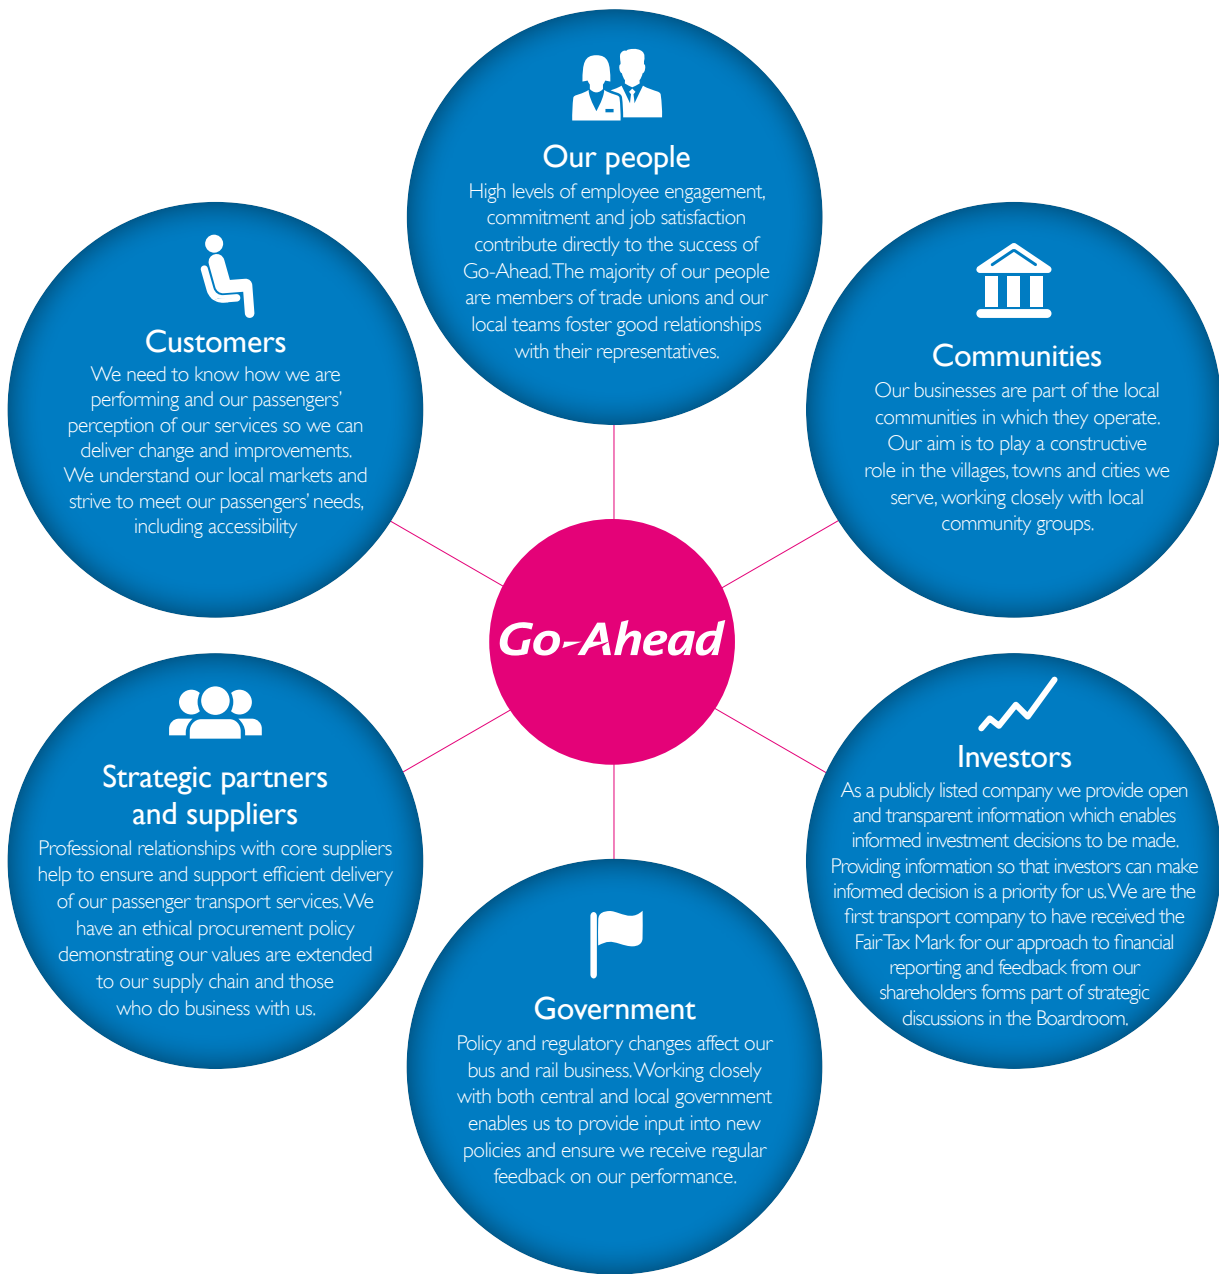 Our people
High levels of employee engagement,
commitment and job satisfaction
contribute directly to the success of
Go-Ahead. The majority of our people
are members of trade unions and our
local teams foster good relationships
with their representatives.
Customers
We need to know how we are
performing and our passengers'
perception of our services so we can
deliver change and improvements.
We understand our local markets and
strive to meet our passengers' needs,
including accessibility
Communities
Our businesses are part of the local
communities in which they operate.
Our aim is to play a constructive
role in the villages, towns and cities we
serve, working closely with local
community groups.
Go-Ahead
Strategic partners
and suppliers
Professional relationships with core suppliers
help to ensure and support efficient delivery
of our passenger transport services. We
have an ethical procurement policy
demonstrating our values are extended
to our supply chain and those
who do business with us.
Investors
As a publicly listed company we provide open
and transparent information which enables
informed investment decisions to be made.
Providing information so that investors can make
informed decision is a priority for us. We are the
first transport company to have received the
Fair Tax Mark for our approach to financial
reporting and feedback from our
shareholders forms part of strategic
discussions in the Boardroom.
Government
Policy and regulatory changes affect our
bus and rail business. Working closely
with both central and local government
enables us to provide input into new
policies and ensure we receive regular
feedback on our performance.